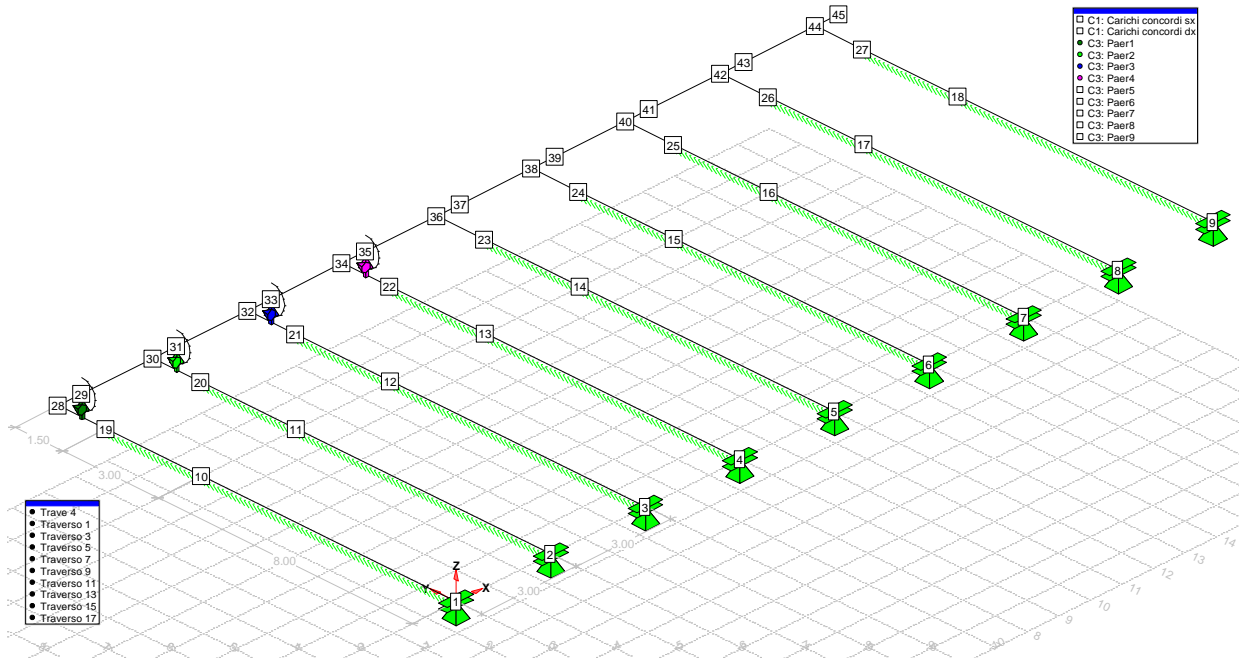 C1: Carichi concordi sx
C1: Carichi concordi dx
C3: Paer1
C3: Paer2
C3: Paer3
C3: Paer4
C3: Paer5
C3: Paer6
C3: Paer7
C3: Paer8
C3: Paer9
45
44
27
43
42
18
26
41
40
17
25
39
38
16
24
37
36
15
9
23
35
34
8
14
22
33
32
7
13
21
31
30
6
12
20
29
28
5
11
19
1.50
4
10
3.00
3
3.00
2
8.00
3.00
Z
Y
X
1
14
13
12
11
10
9
8
10
Trave 4
Traverso 1
Traverso 3
Traverso 5
Traverso 7
Traverso 9
Traverso 11
Traverso 13
Traverso 15
Traverso 17